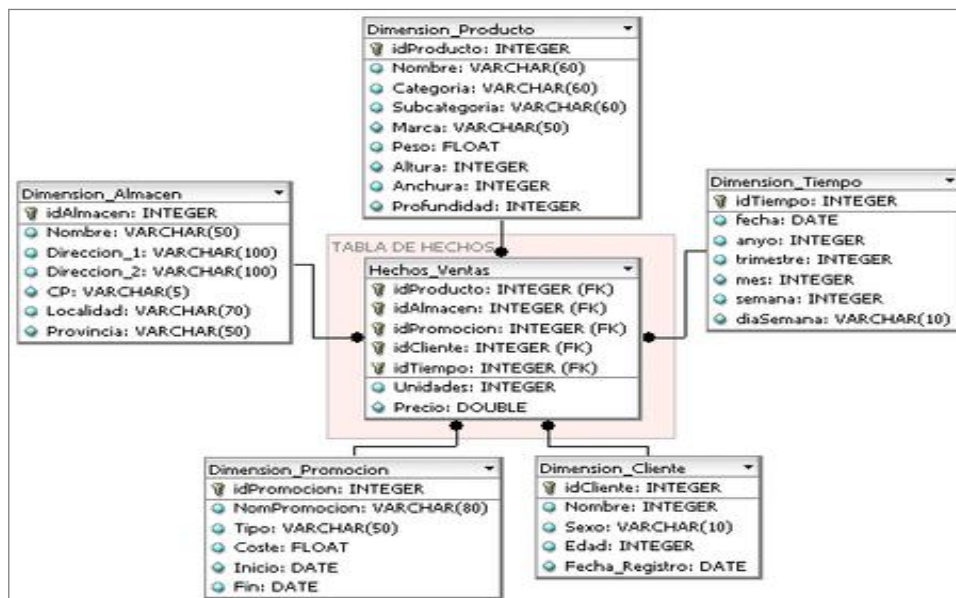 Dimension_Producto
idProducto: INTEGER
Nombre: VARCHAR(60)
Categoria: VARCHAR(60)
Subcategoria: VARCHAR(60)
Marca: VARCHAR(50)
Peso: FLOAT
Altura: INTEGER
Anchura: INTEGER
Profundidad: INTEGER
Dimension_Almacen
idAlmacen: INTEGER
Nombre: VARCHAR(50)
Direccion_1: VARCHAR(100)
Direccion_2: VARCHAR(100)
CP: VARCHAR(5)
Localidad: VARCHAR(70)
Provincia: VARCHAR(50)
Dimension_Tiempo
idTiempo: INTEGER
fecha: DATE
anyo: INTEGER
trimestre: INTEGER
mes: INTEGER
semana: INTEGER
diaSemana: VARCHAR(10)
TABLA DE HECHOS
Hechos_Ventas
idProducto: INTEGER (FK)
idAlmacen: INTEGER (FK)
idPromocion: INTEGER (FK)
idCliente: INTEGER (FK)
idTiempo: INTEGER (FK)
Unidades: INTEGER
Precio: DOUBLE
Dimension_Promocion
idPromocion: INTEGER
NomPromocion: VARCHAR(80)
Tipo: VARCHAR(50)
Coste: FLOAT
Inicio: DATE
Fin: DATE
Dimension_Cliente
idCliente: INTEGER
Nombre: INTEGER
Sexo: VARCHAR(10)
Edad: INTEGER
Fecha_Registro: DATE